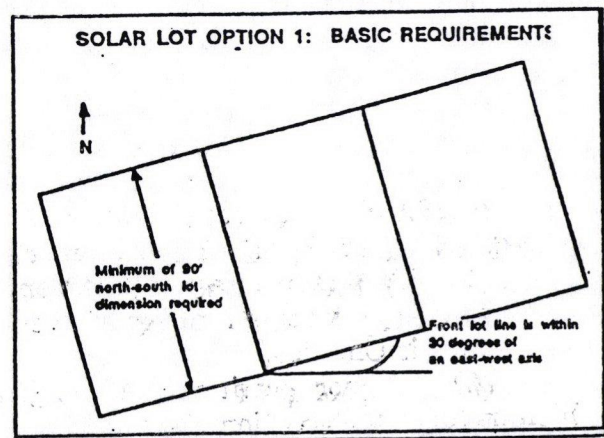 SOLAR LOT OPTION 1: BASIC REQUIREMENTS
N
Minimum of 90'
north-south lot
dimension required
Front lot line is within
30 degrees of
an east-west axis